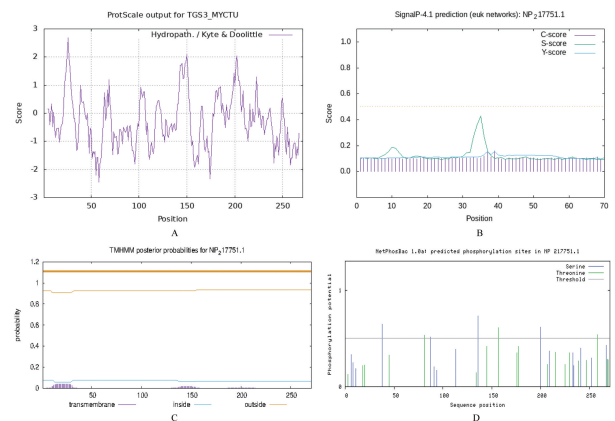 ProtScale output for TGS3_MYCTU
Hydropath. / Kyte & Doolittle
3
2
1
0
-1
-2
-3
Score
50 100 150 200 250
Position
A
SignalP-4.1 prediction (euk networks): NP_217751.1
C-score
S-score
Y-score
1.0
0.8
0.6
0.4
0.2
0.0
Score
0 10 20 30 40 50 60 70
Position
B
TMHMM posterior probabilities for NP_217751.1
1.2
1
0.8
0.6
0.4
0.2
0
probability
50 100 150 200 250
transmembrane inside outside
C
NetPhosBac 1.0a: predicted phosphorylation sites in NP_217751.1
Serine
Threonine
Threshold
1
0
Phosphorylation potential
0 50 100 150 200 250
Sequence position
D